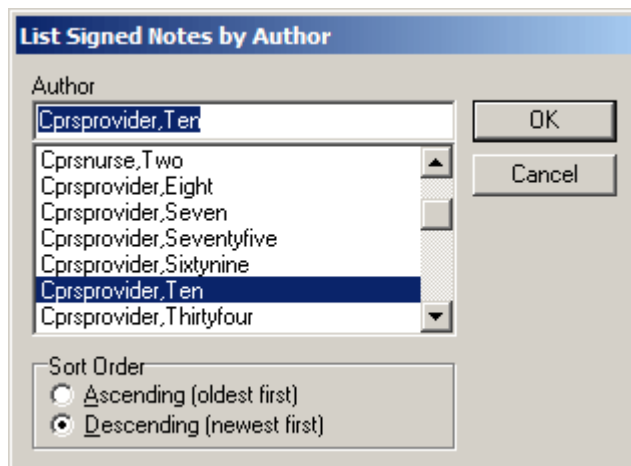 List Signed Notes by Author
Author
Cprsprovider,Ten
OK
Cprsnurse,Two
Cprsprovider,Eight
Cancel
Cprsprovider,Seven
Cprsprovider,Seventyfive
Cprsprovider,Sixtynine
Cprsprovider,Ten
Cprsprovider,Thirtyfour
Sort Order
Ascending (oldest first)
Descending (newest first)